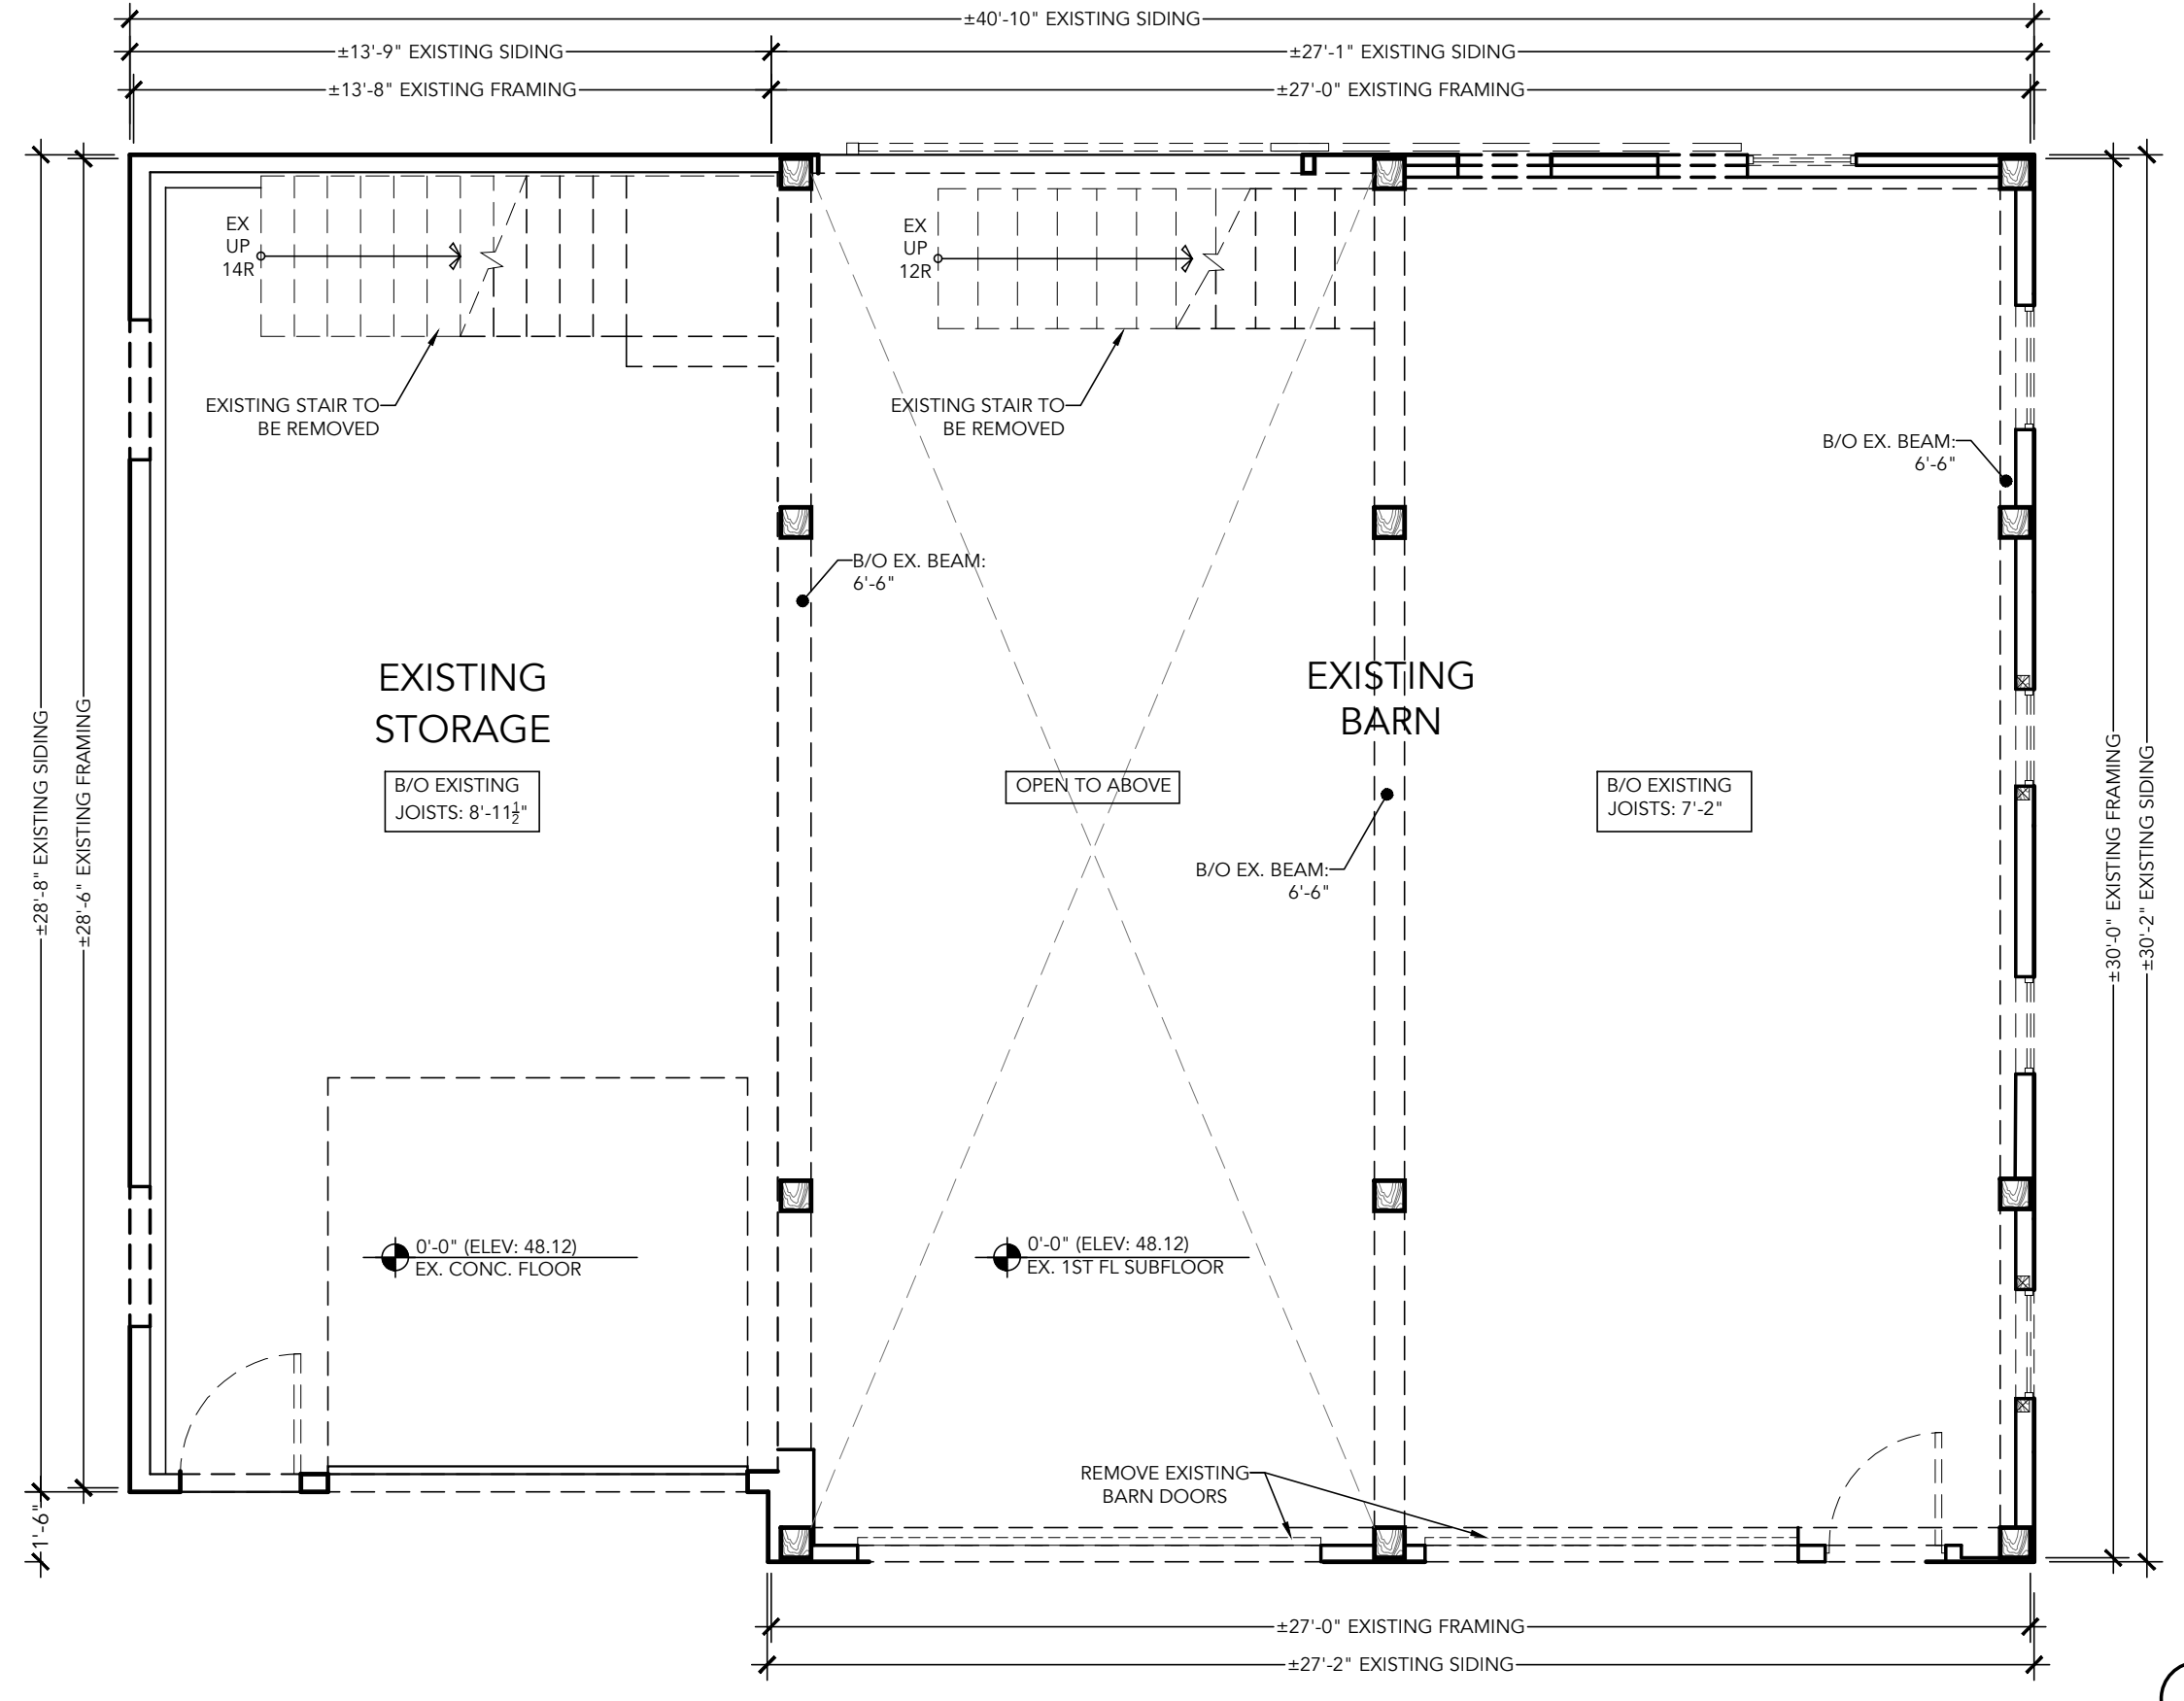 ±40'-10" EXISTING SIDING
±13'-9" EXISTING SIDING
±27'-1" EXISTING SIDING
±13'-8" EXISTING FRAMING
±27'-0" EXISTING FRAMING
EX
UP
14R
EX
UP
12R
EXISTING STAIR TO
BE REMOVED
EXISTING STAIR TO
BE REMOVED
B/O EX. BEAM:
6'-6"
B/O EX. BEAM:
6'-6"
EXISTING
STORAGE
EXISTING
BARN
B/O EXISTING
JOISTS: 8'-11½"
OPEN TO ABOVE
B/O EXISTING
JOISTS: 7'-2"
B/O EX. BEAM:
6'-6"
±28'-8" EXISTING SIDING
±28'-6" EXISTING FRAMING
±30'-0" EXISTING FRAMING
±30'-2" EXISTING SIDING
0'-0" (ELEV: 48.12)
EX. CONC. FLOOR
0'-0" (ELEV: 48.12)
EX. 1ST FL SUBFLOOR
REMOVE EXISTING
BARN DOORS
1'-6"
±27'-0" EXISTING FRAMING
±27'-2" EXISTING SIDING